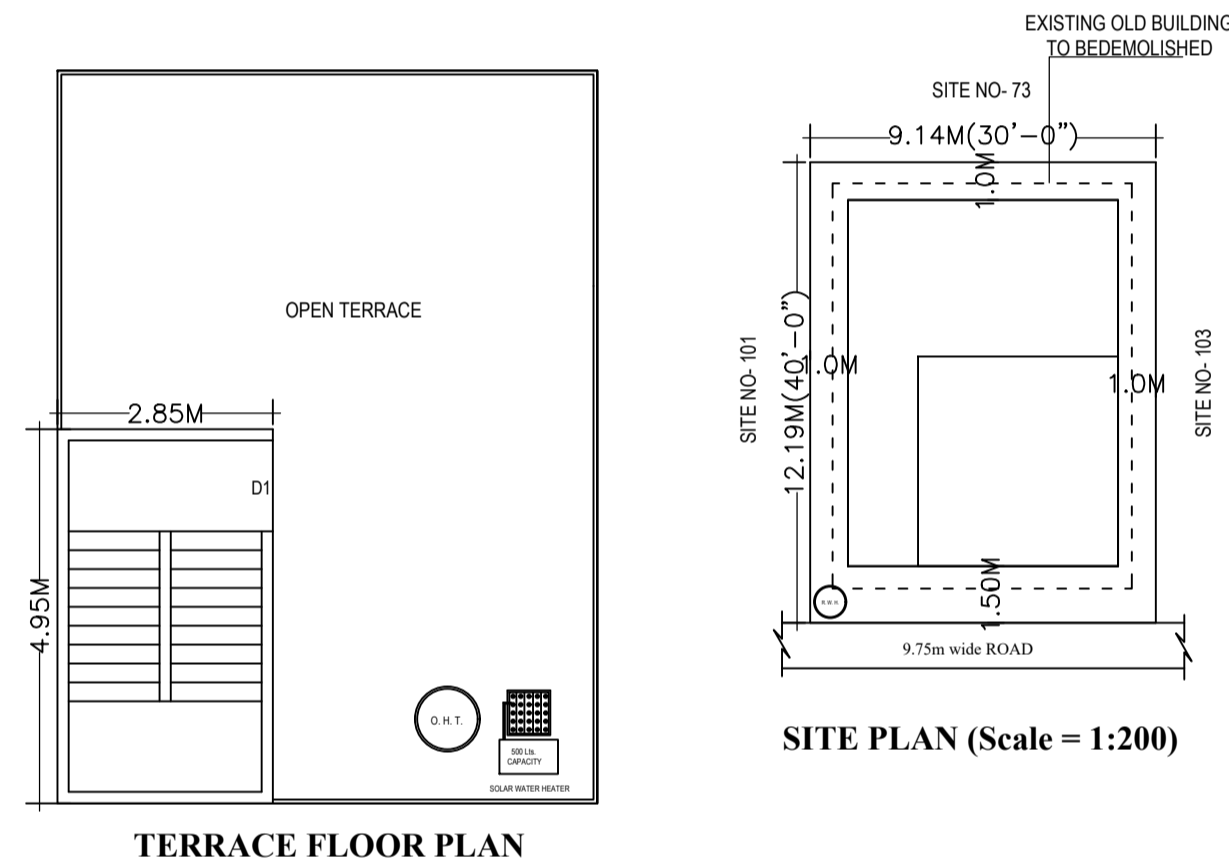 OPEN TERRACE
2.85M
D1
4.95M
O. H. T.
500 Lts.
CAPACITY
SOLAR WATER HEATER
TERRACE FLOOR PLAN
EXISTING OLD BUILDING
TO BEDEMOLISHED
SITE NO- 73
9.14M(30'-0")
1.0M
SITE NO- 101
12.19M(40'-0")
1.0M
1.0M
SITE NO- 103
1.50M
R.W.H.
9.75m wide ROAD
SITE PLAN (Scale = 1:200)